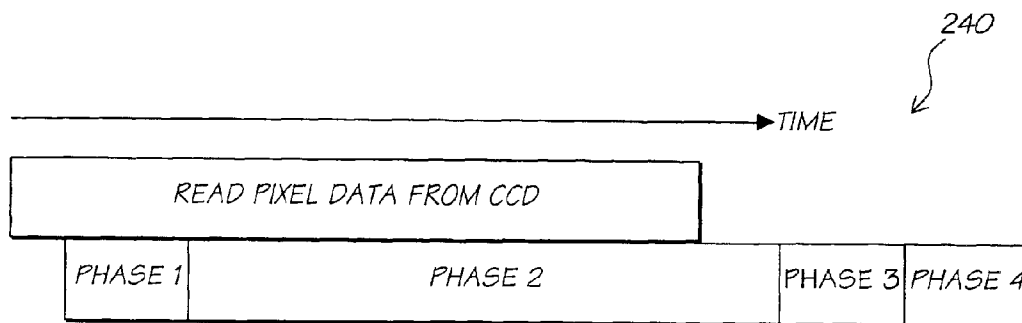 240
TIME
READ PIXEL DATA FROM CCD
PHASE 1 PHASE 2 PHASE 3 PHASE 4